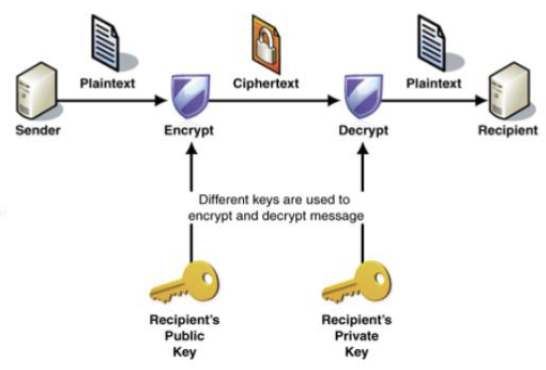 Plaintext
Ciphertext
Plaintext
Sender
Encrypt
Decrypt
Recipient
Different keys are used to
encrypt and decrypt message
Recipient's
Public
Key
Recipient's
Private
Key